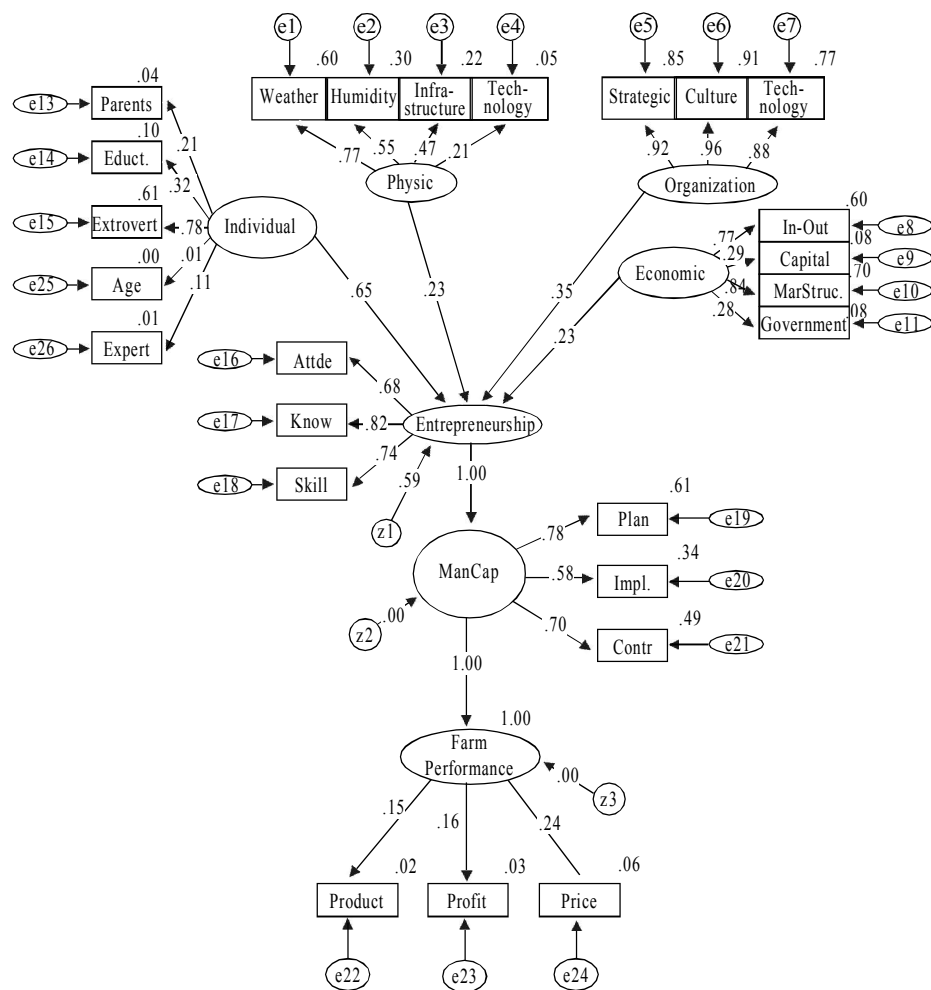 e1 e2 e3 e4 e5 e6 e7
.60 .30 .22 .05 .85 .91 .77
Weather Humidity Infra- Tech- Strategic Culture Tech-
structure nology nology
.77 .55 .47 .21 .92 .96 .88
Physic Organization
e13 Parents .04
.21
e14 Educt. .10
.32
e15 Extrovert .61
.78
Individual
e25 Age .00
.01
e26 Expert .01
.11
Economic
.77 In-Out .60 e8
.29 Capital .08 e9
.84 MarStruc. .70 e10
.28 Government .08 e11
.65 .23 .35 .23
e16 Attde .68
e17 Know .82
e18 Skill .74
Entrepreneurship
.59
z1
1.00
ManCap
.00
z2
.78 Plan .61 e19
.58 Impl. .34 e20
.70 Contr .49 e21
1.00
1.00
Farm
Performance
.00
z3
.15 .16 .24
.02 .03 .06
Product Profit Price
e22 e23 e24